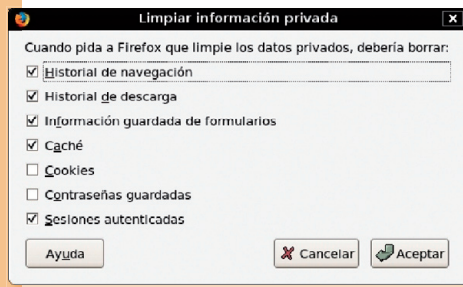 Limpiar información privada
Cuando pida a Firefox que limpie los datos privados, debería borrar:
Historial de navegación
Historial de descarga
Información guardada de formularios
Caché
Cookies
Contraseñas guardadas
Sesiones autenticadas
Ayuda Cancelar Aceptar